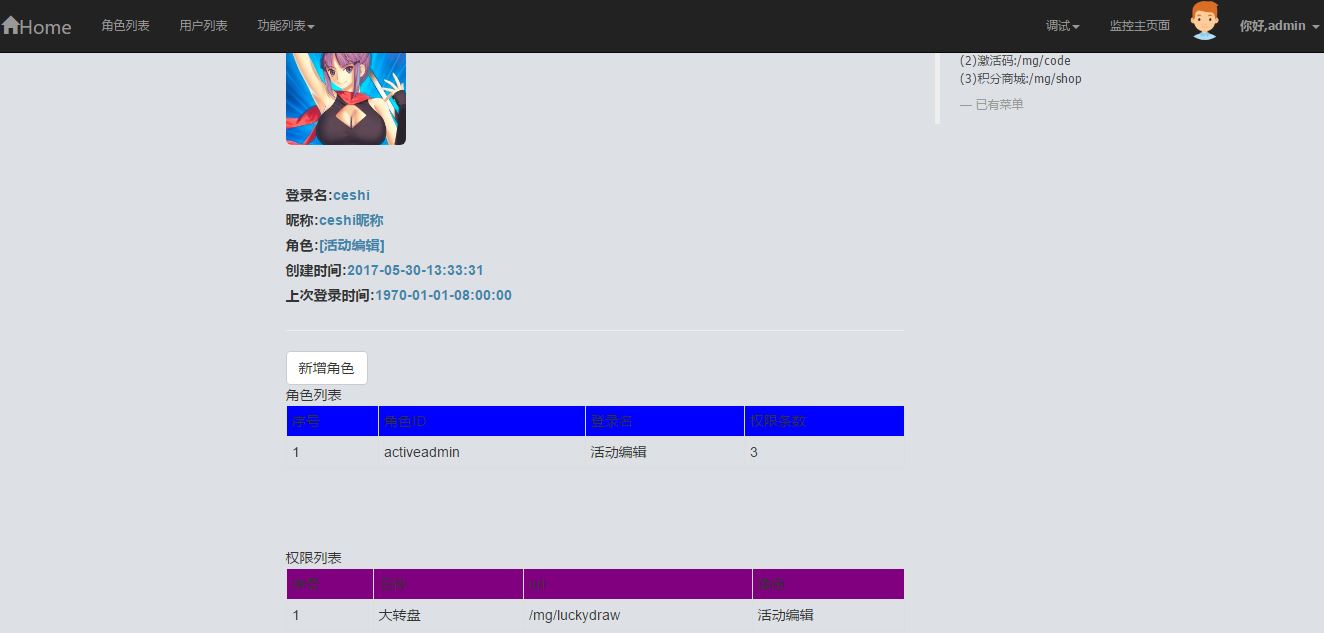 Home 角色列表 用户列表 功能列表 调试 监控主页面 你好,admin
(2)激活码:/mg/code
(3)积分商城:/mg/shop
— 已有菜单
登录名:ceshi
昵称:ceshi昵称
角色:[活动编辑]
创建时间:2017-05-30-13:33:31
上次登录时间:1970-01-01-08:00:00
新增角色
角色列表
序号 角色ID 登录名 权限条数
1 activeadmin 活动编辑 3
权限列表
序号 url 角色
1 大转盘 /mg/luckydraw 活动编辑